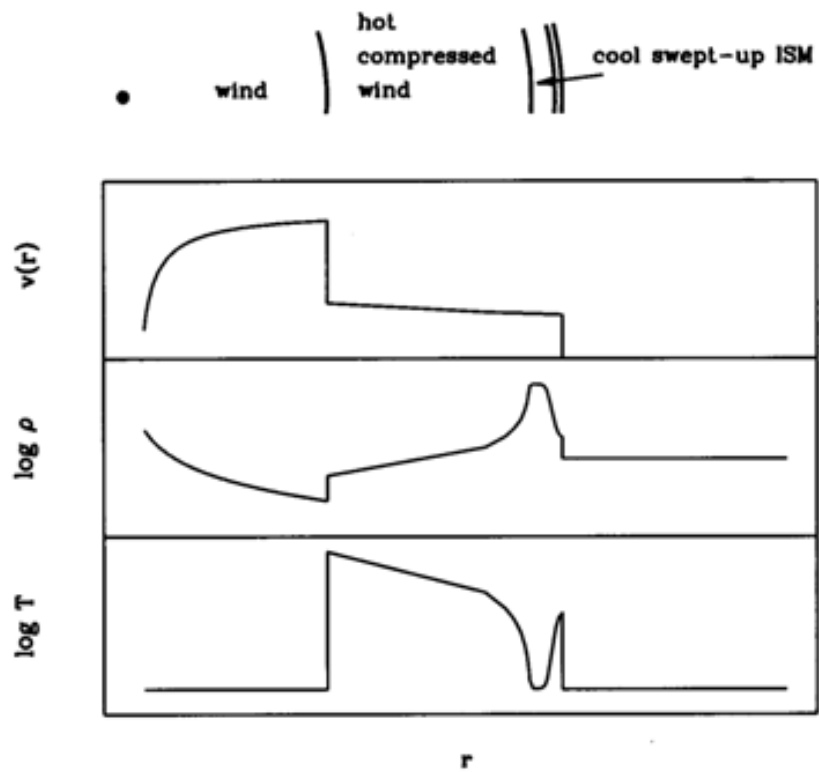 hot
compressed
wind
wind
cool swept-up ISM
v(r)
log ρ
log T
r